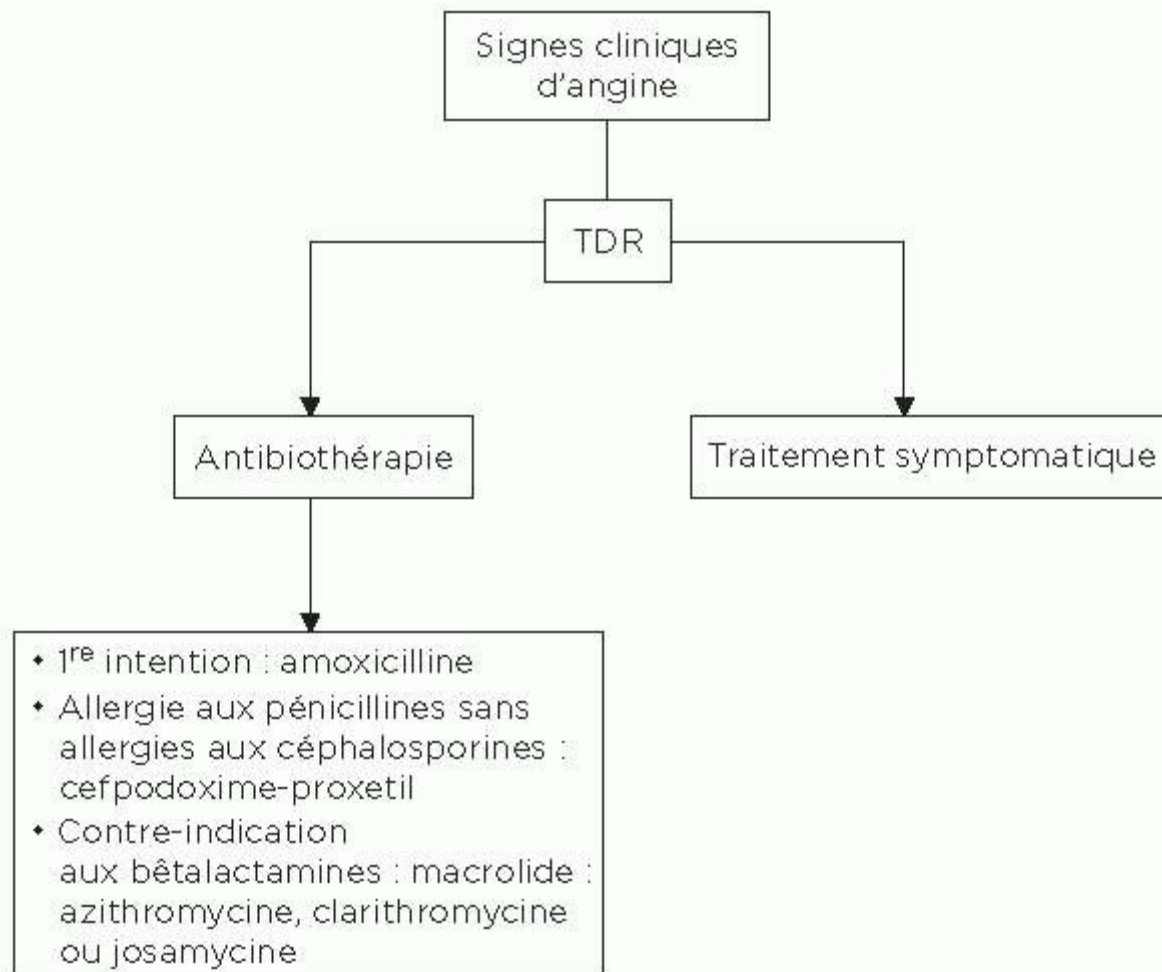 Signes cliniques
d'angine
TDR
Antibiothérapie
Traitement symptomatique
• 1re intention : amoxicilline
• Allergie aux pénicillines sans
allergies aux céphalosporines :
cefpodoxime-proxetil
• Contre-indication
aux bêtalactamines : macrolide :
azithromycine, clarithromycine
ou josamycine